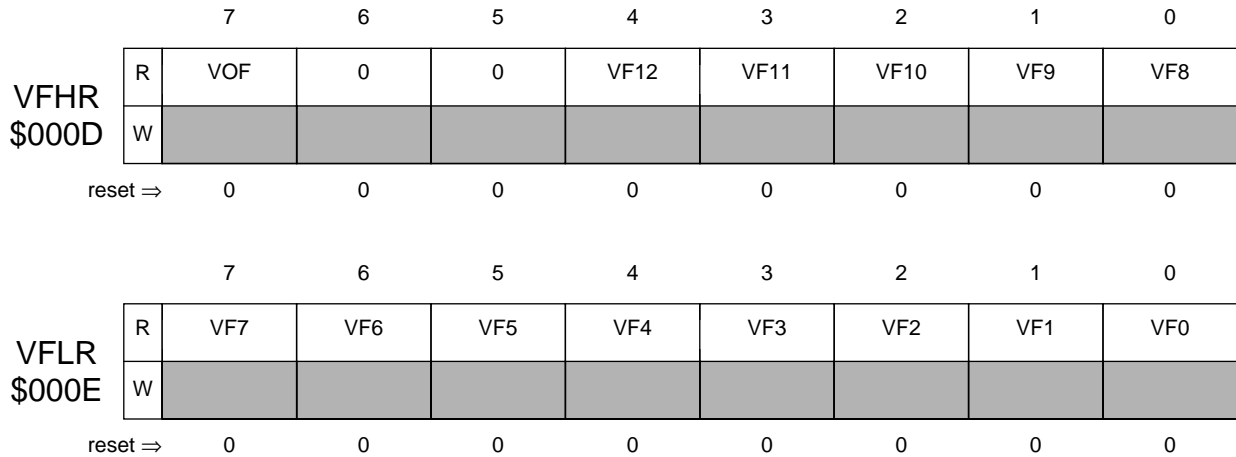 7 6 5 4 3 2 1 0
VFHR
$000D
R VOF 0 0 VF12 VF11 VF10 VF9 VF8
W
reset ⇒ 0 0 0 0 0 0 0 0
7 6 5 4 3 2 1 0
VFLR
$000E
R VF7 VF6 VF5 VF4 VF3 VF2 VF1 VF0
W
reset ⇒ 0 0 0 0 0 0 0 0